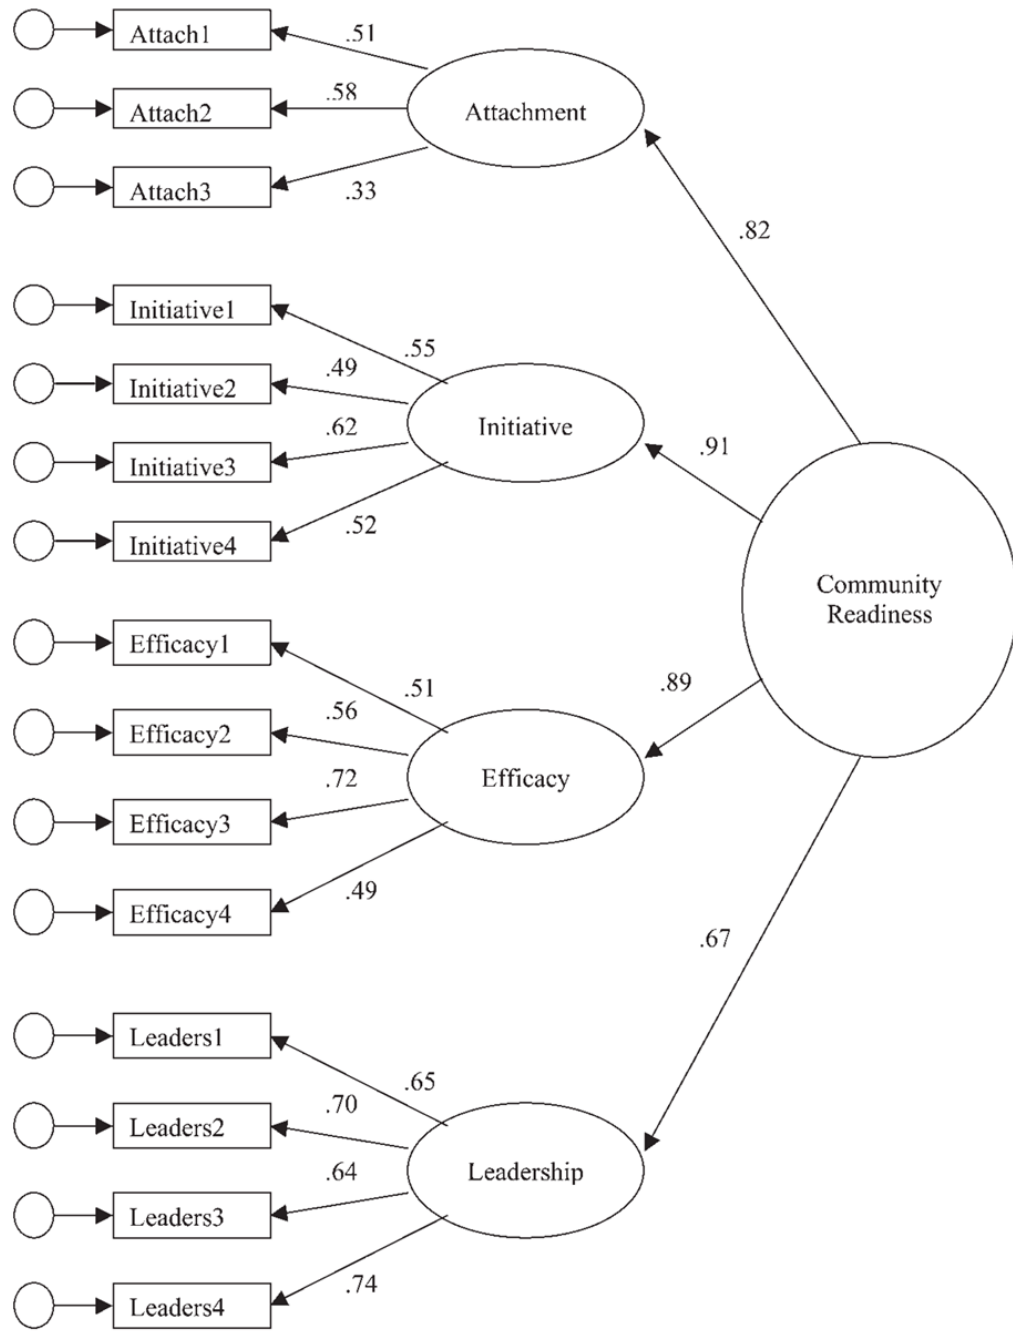 Attach1
.51
Attach2
.58
Attachment
Attach3
.33
.82
Initiative1
.55
Initiative2
.49
Initiative
.91
Initiative3
.62
Initiative4
.52
Community
Readiness
Efficacy1
.51
.89
Efficacy2
.56
Efficacy
Efficacy3
.72
Efficacy4
.49
.67
Leaders1
.65
Leaders2
.70
Leadership
Leaders3
.64
Leaders4
.74